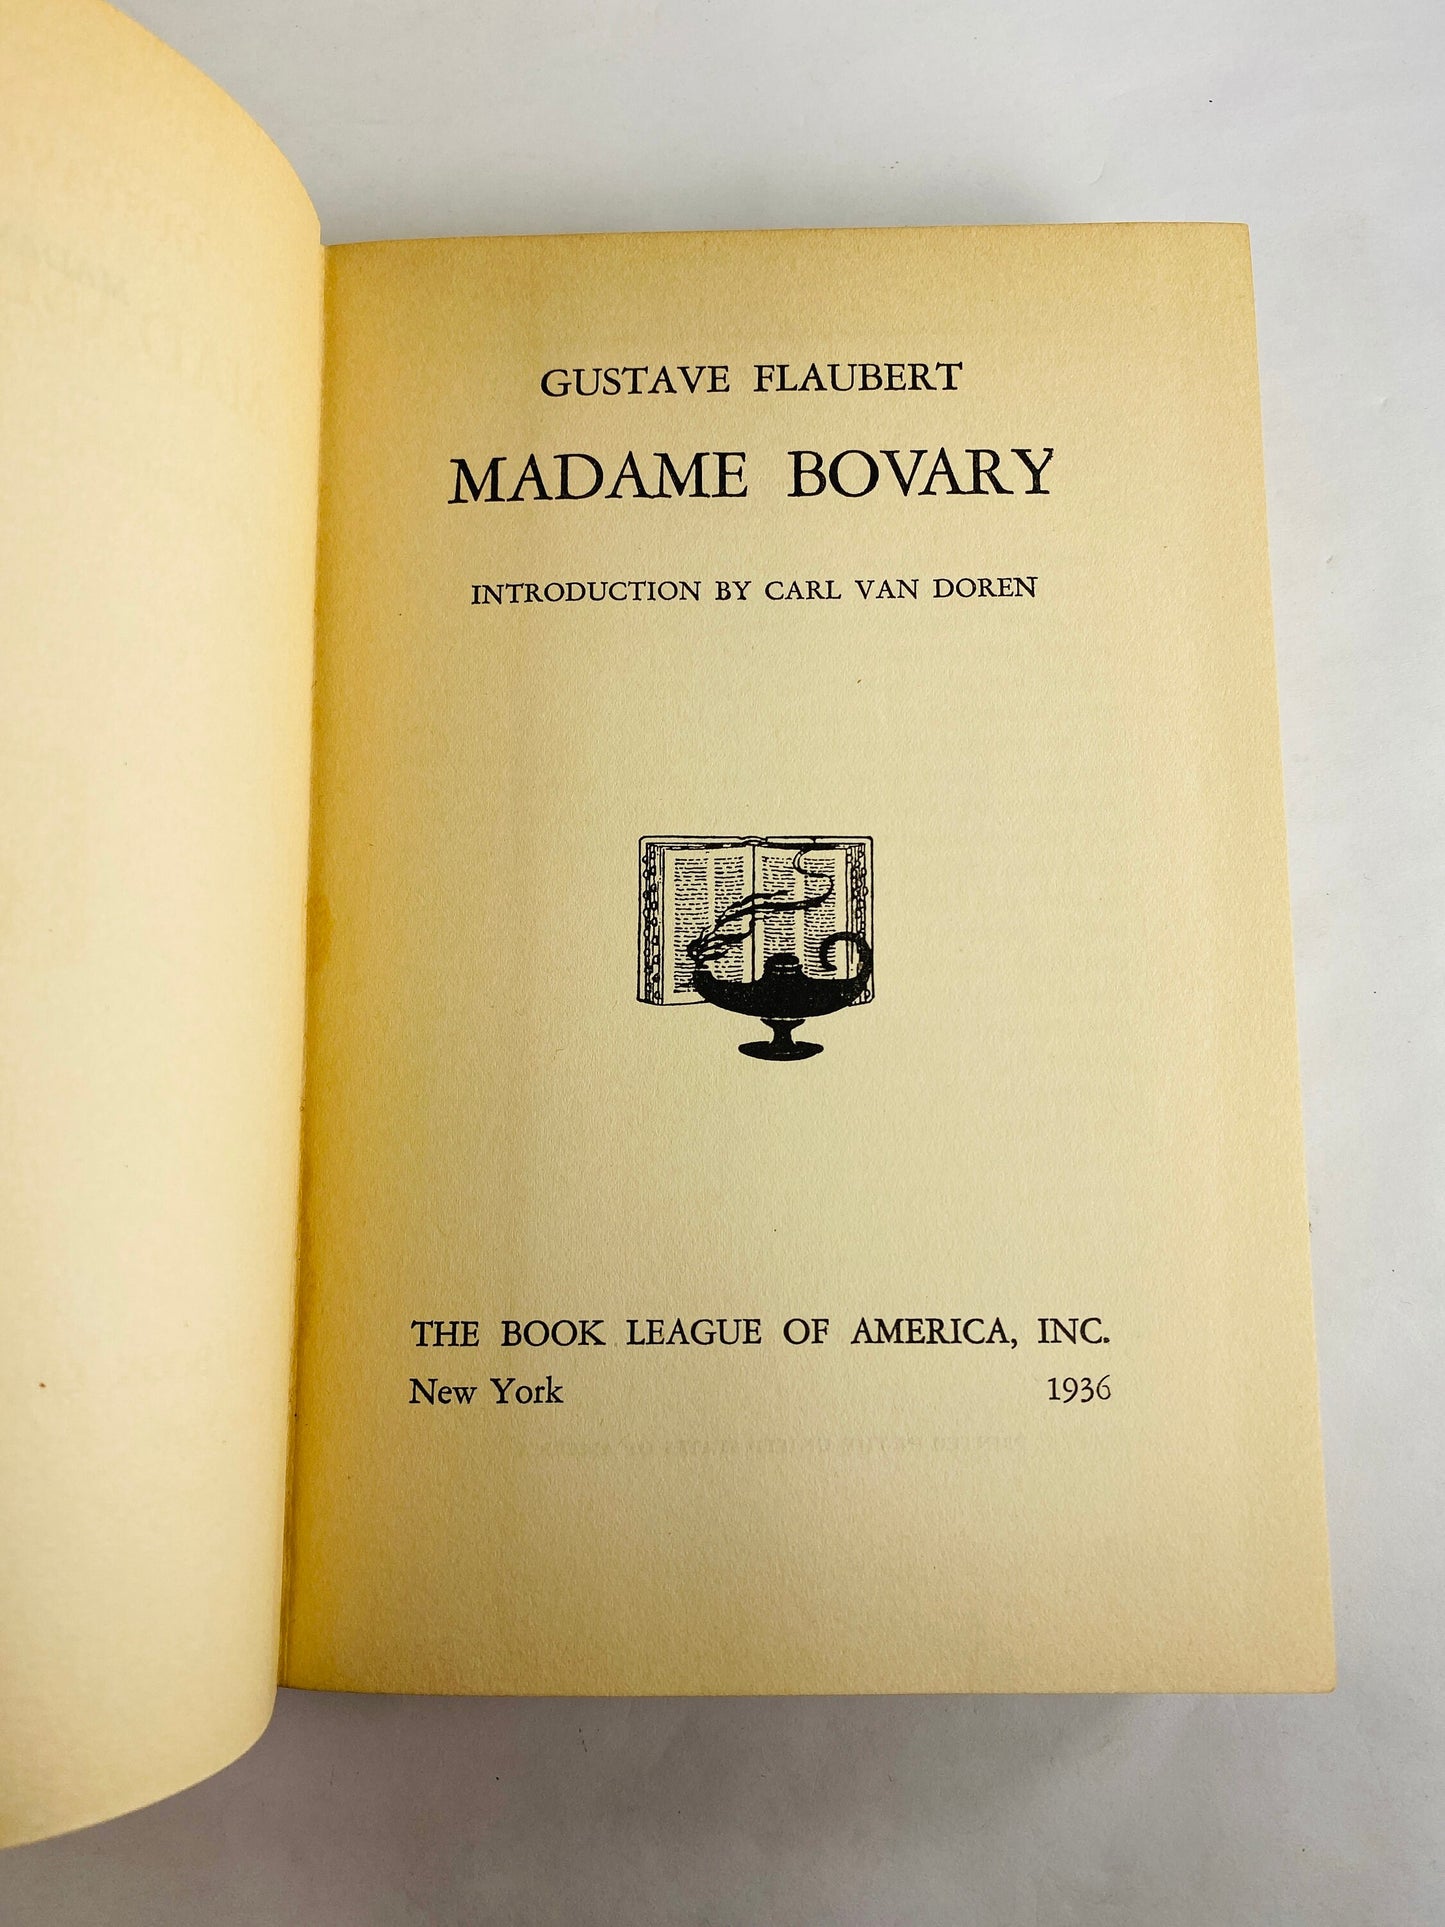 GUSTAVE FLAUBERT
MADAME BOVARY
INTRODUCTION BY CARL VAN DOREN
THE BOOK LEAGUE OF AMERICA, INC.
New York 1936